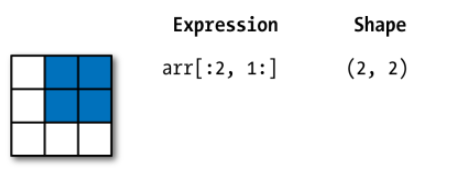 Expression Shape
arr[:2, 1:] (2, 2)